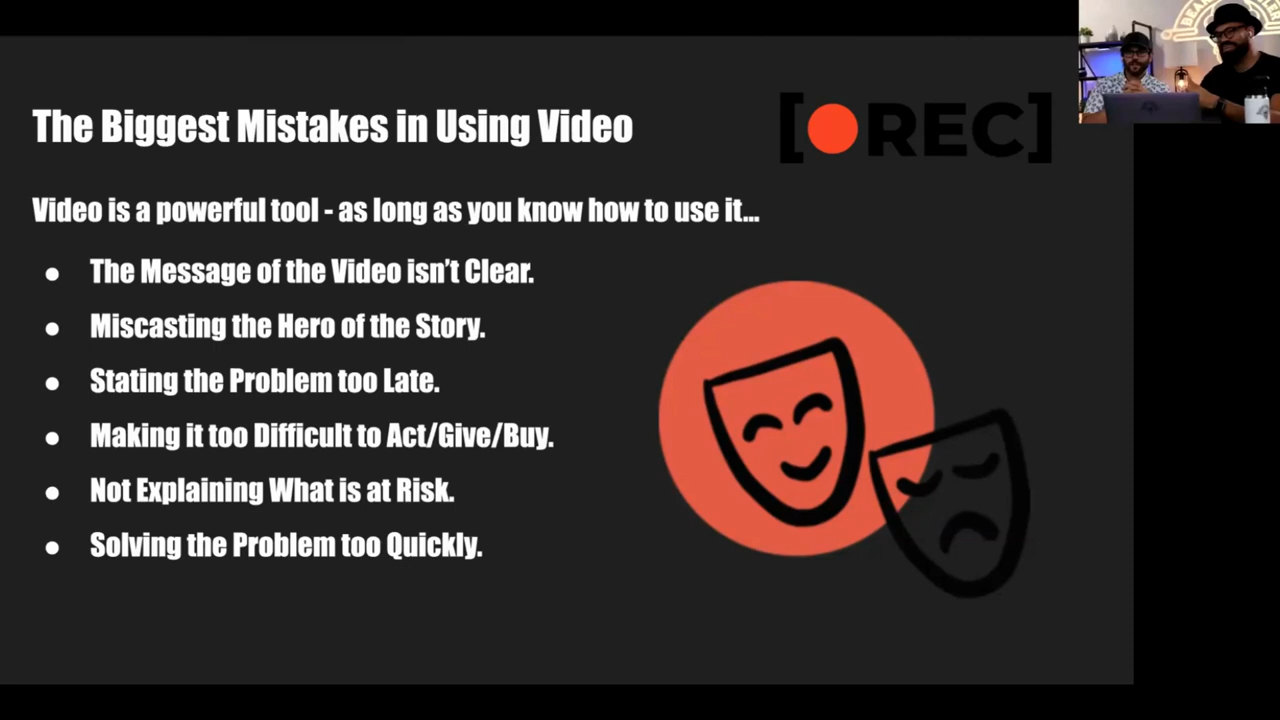 The Biggest Mistakes in Using Video
[REC]
Video is a powerful tool - as long as you know how to use it...
● The Message of the Video isn't Clear.
● Miscasting the Hero of the Story.
● Stating the Problem too Late.
● Making it too Difficult to Act/Give/Buy.
● Not Explaining What is at Risk.
● Solving the Problem too Quickly.